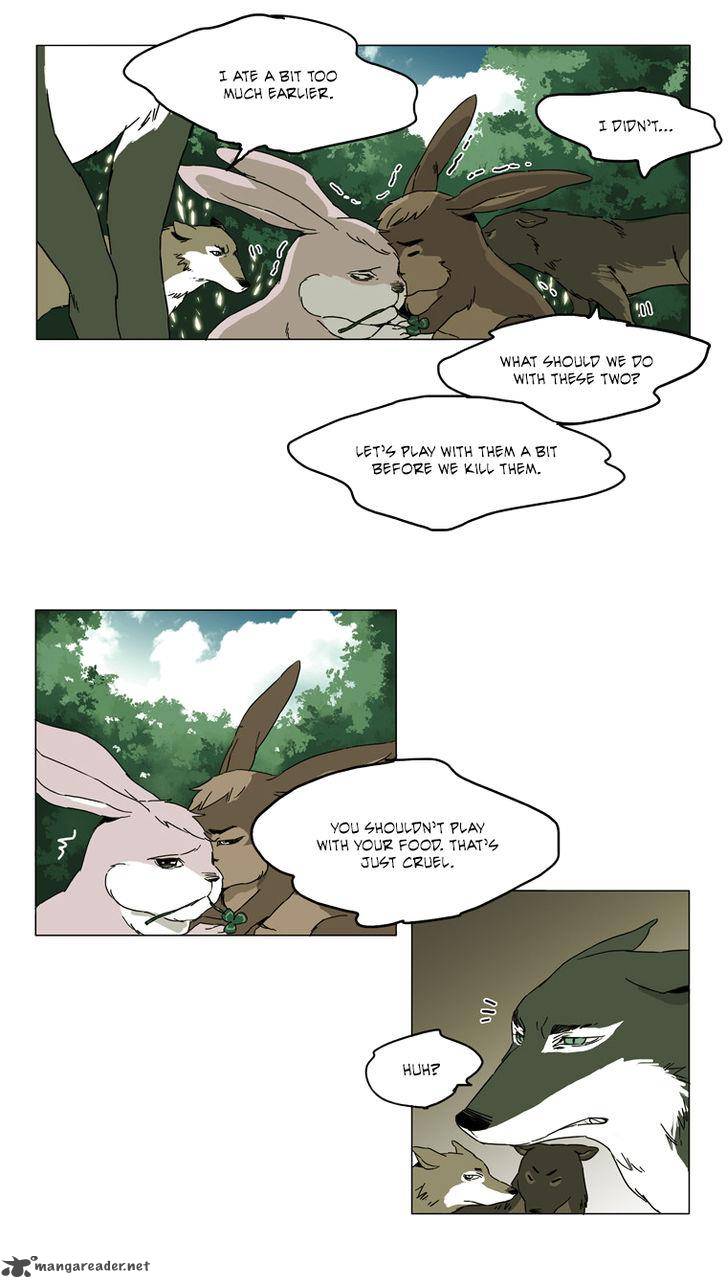 I ATE A BIT TOO
MUCH EARLIER.
I DIDN'T...
WHAT SHOULD WE DO
WITH THESE TWO?
LET'S PLAY WITH THEM A BIT
BEFORE WE KILL THEM.
YOU SHOULDN'T PLAY
WITH YOUR FOOD. THAT'S
JUST CRUEL.
HUH?
mangareader.net